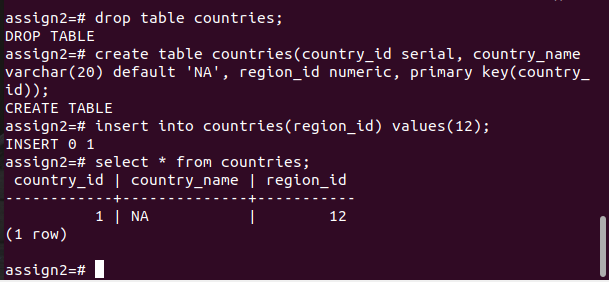 assign2=# drop table countries;
DROP TABLE
assign2=# create table countries(country_id serial, country_name
varchar(20) default 'NA', region_id numeric, primary key(country_
id));
CREATE TABLE
assign2=# insert into countries(region_id) values(12);
INSERT 0 1
assign2=# select * from countries;
 country_id | country_name | region_id
------------+--------------+-----------
          1 | NA           |        12
(1 row)

assign2=#